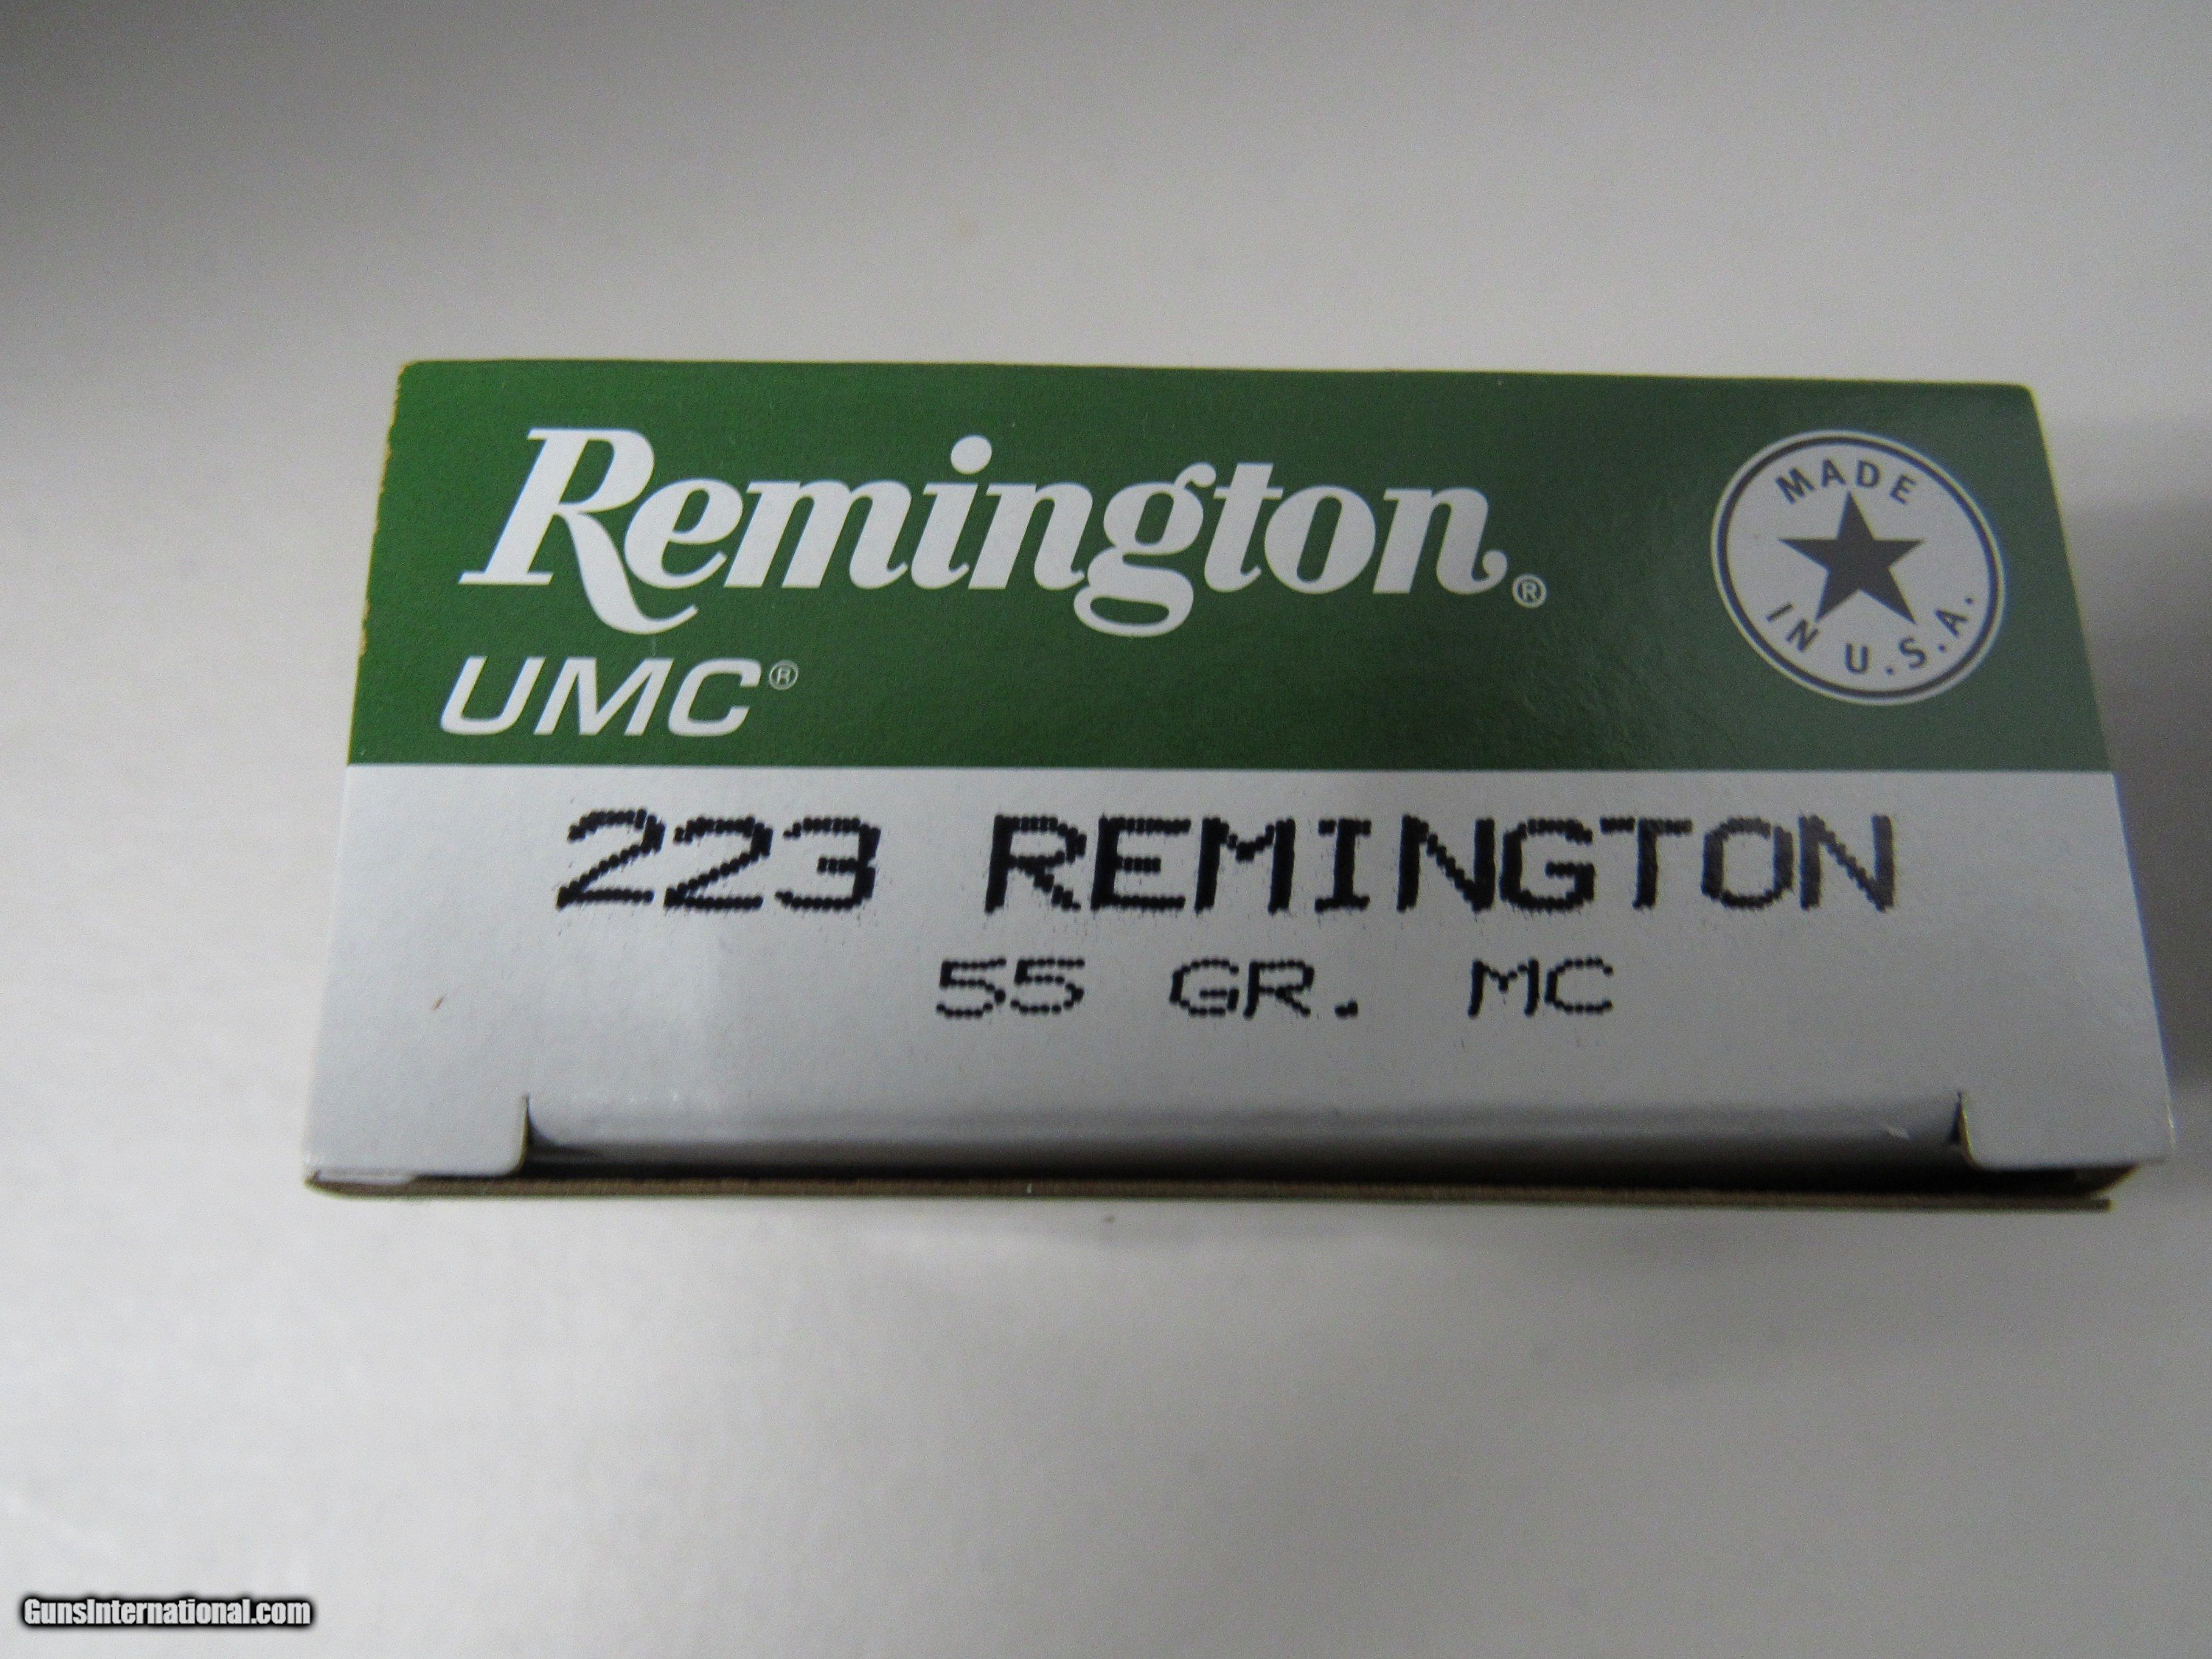 Remington®
UMC®
MADE
IN U.S.A.
223 REMINGTON
55 GR. MC
GunsInternational.com